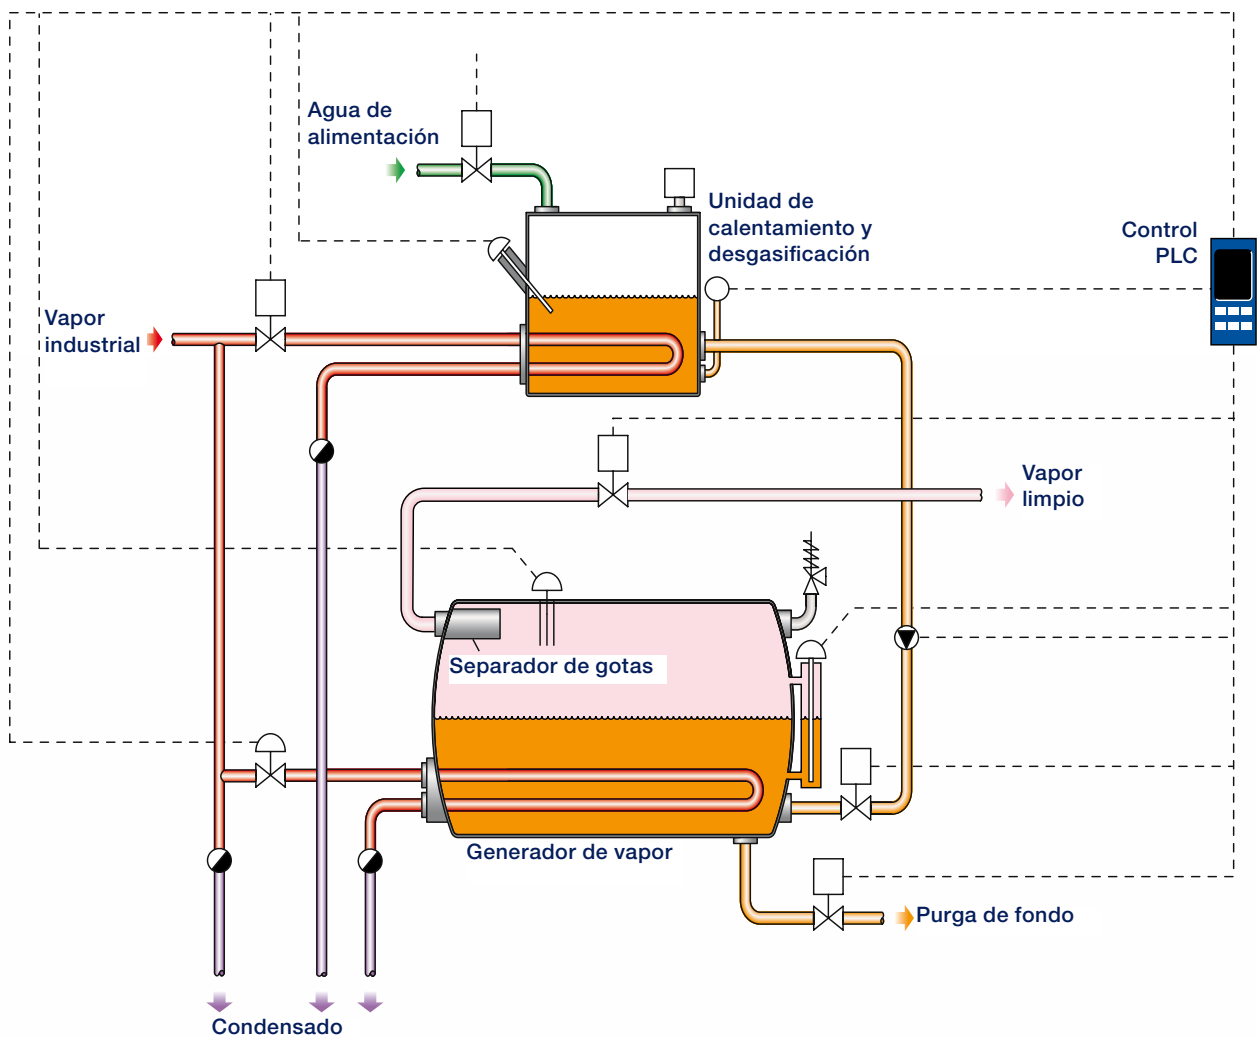 Agua de
alimentación
Unidad de
calentamiento y
desgasificación
Control
PLC
Vapor
industrial
Vapor
limpio
Separador de gotas
Generador de vapor
Purga de fondo
Condensado